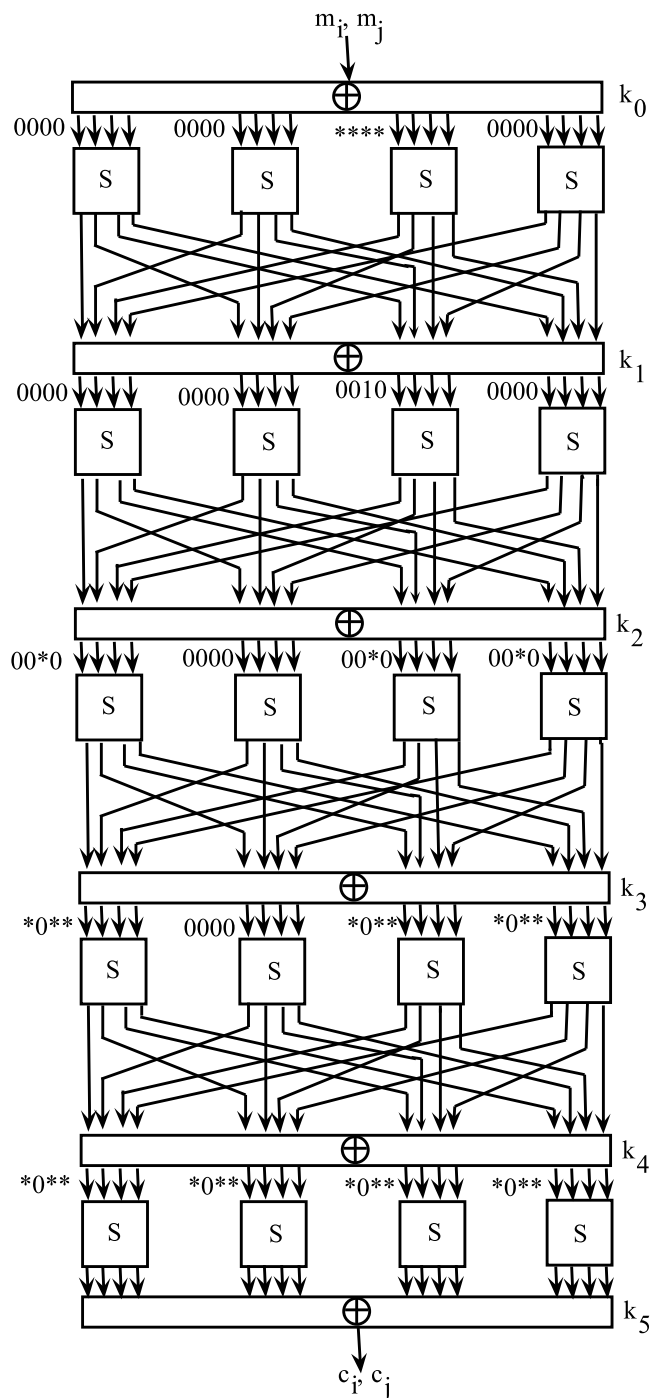 m_i, m_j
k_0
0000 0000 **** 0000
S S S S
k_1
0000 0000 0010 0000
S S S S
k_2
00*0 0000 00*0 00*0
S S S S
k_3
*0** 0000 *0** *0**
S S S S
k_4
*0** *0** *0** *0**
S S S S
k_5
c_i, c_j